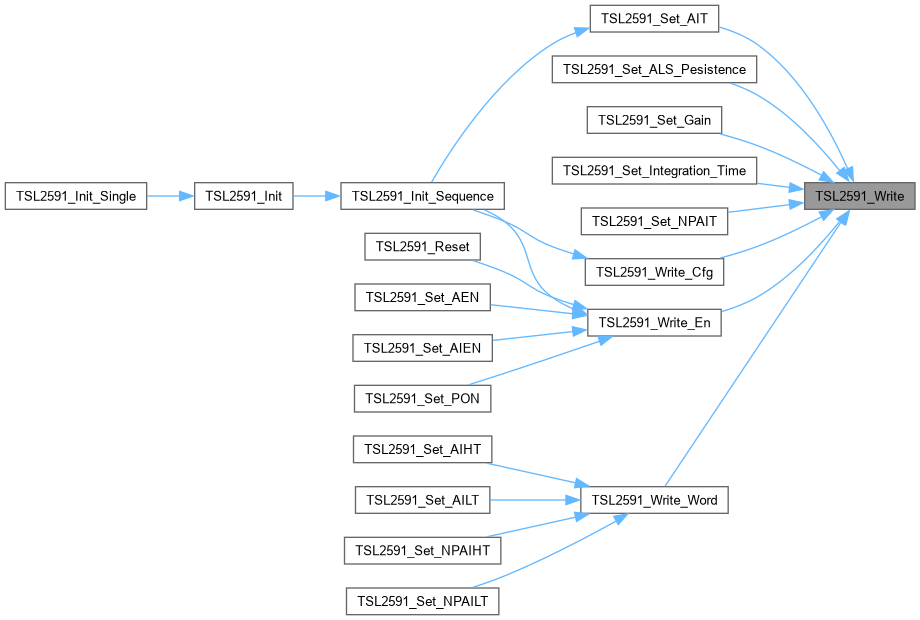 TSL2591_Set_AIT
TSL2591_Set_ALS_Pesistence
TSL2591_Set_Gain
TSL2591_Set_Integration_Time
TSL2591_Init_Single
TSL2591_Init
TSL2591_Init_Sequence
TSL2591_Write
TSL2591_Set_NPAIT
TSL2591_Reset
TSL2591_Write_Cfg
TSL2591_Set_AEN
TSL2591_Write_En
TSL2591_Set_AIEN
TSL2591_Set_PON
TSL2591_Set_AIHT
TSL2591_Set_AILT
TSL2591_Write_Word
TSL2591_Set_NPAIHT
TSL2591_Set_NPAILT